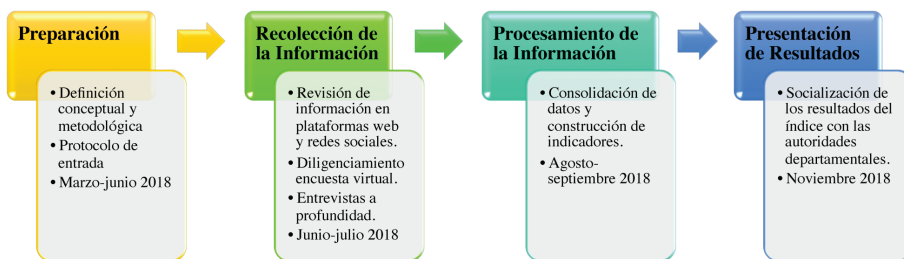 Preparación
• Definición
conceptual y
metodológica
• Protocolo de
entrada
• Marzo-junio 2018
Recolección de
la Información
• Revisión de
información en
plataformas web
y redes sociales.
• Diligenciamiento
encuesta virtual.
• Entrevistas a
profundidad.
• Junio-julio 2018
Procesamiento de
la Información
• Consolidación de
datos y
construcción de
indicadores.
• Agosto-
septiembre 2018
Presentación
de Resultados
• Socialización de
los resultados del
índice con las
autoridades
departamentales.
• Noviembre 2018